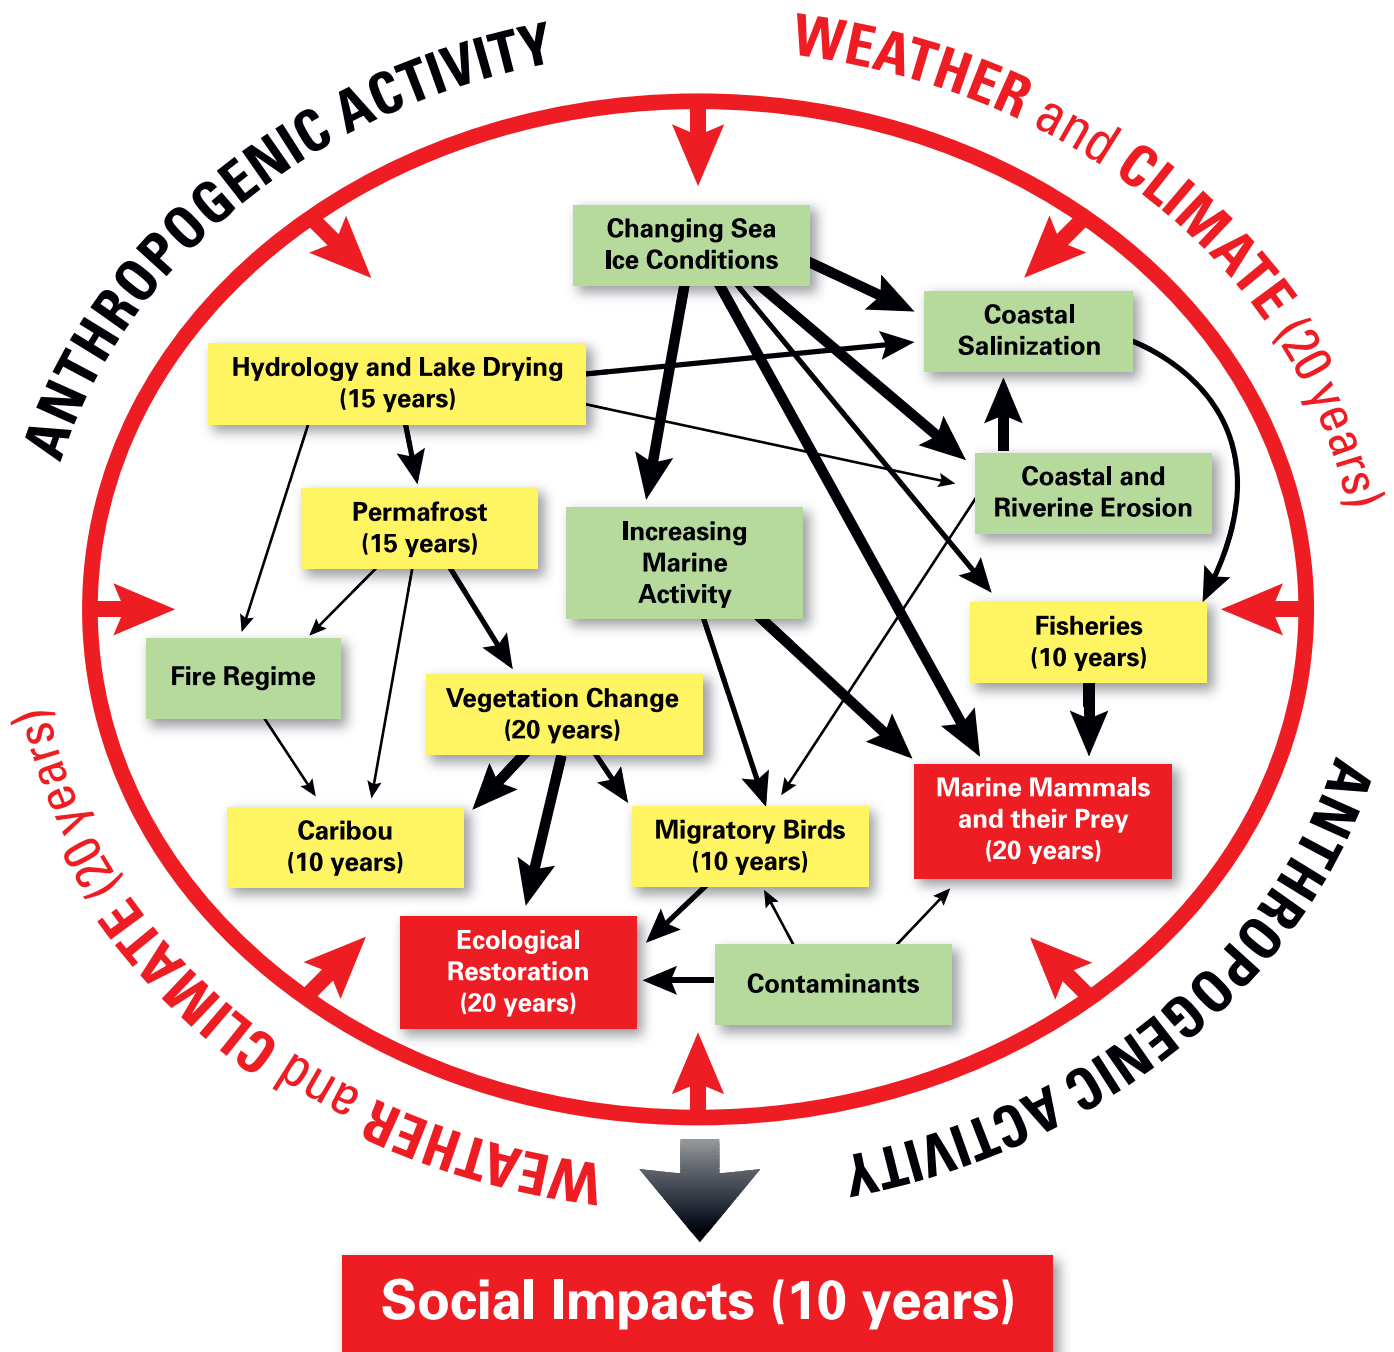 ANTHROPOGENIC ACTIVITY
WEATHER and CLIMATE (20 years)
Changing Sea
Ice Conditions
Coastal
Salinization
Hydrology and Lake Drying
(15 years)
Coastal and
Riverine Erosion
Permafrost
(15 years)
Increasing
Marine
Activity
Fisheries
(10 years)
Fire Regime
Vegetation Change
(20 years)
Marine Mammals
and their Prey
(20 years)
Caribou
(10 years)
Migratory Birds
(10 years)
Ecological
Restoration
(20 years)
Contaminants
WEATHER and CLIMATE (20 years)
ANTHROPOGENIC ACTIVITY
Social Impacts (10 years)